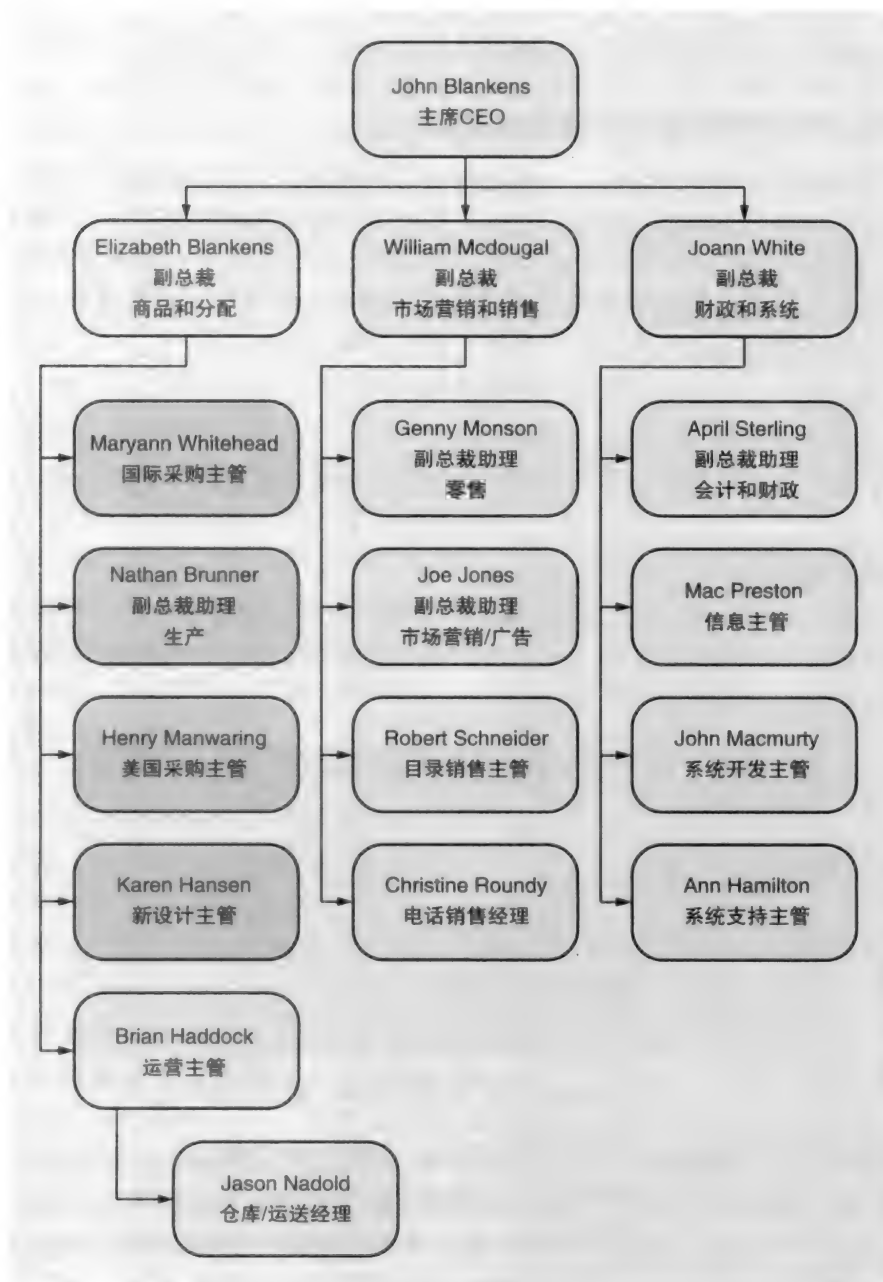 John Blankens
主席CEO
Elizabeth Blankens
副总裁
商品和分配
William Mcdougal
副总裁
市场营销和销售
Joann White
副总裁
财政和系统
Maryann Whitehead
国际采购主管
Genny Monson
副总裁助理
零售
April Sterling
副总裁助理
会计和财政
Nathan Brunner
副总裁助理
生产
Joe Jones
副总裁助理
市场营销/广告
Mac Preston
信息主管
Henry Manwaring
美国采购主管
Robert Schneider
目录销售主管
John Macmurty
系统开发主管
Karen Hansen
新设计主管
Christine Roundy
电话销售经理
Ann Hamilton
系统支持主管
Brian Haddock
运营主管
Jason Nadold
仓库/运送经理